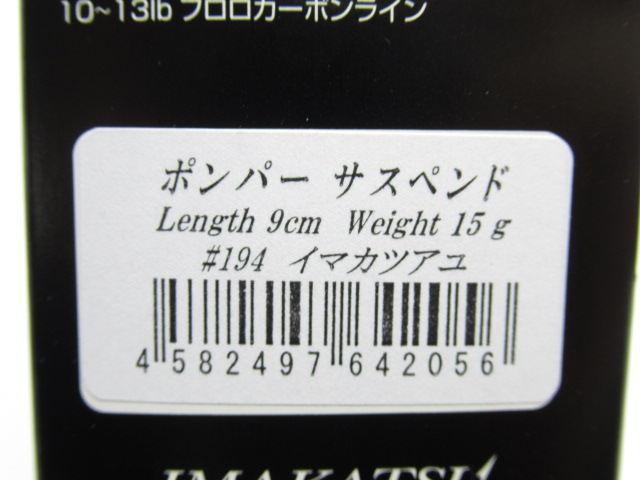 10~13lb フロロカーボンライン
ポンパー サスペンド
Length 9cm Weight 15 g
#194 イマカツアユ
4 582497 642056
IMAKATSU